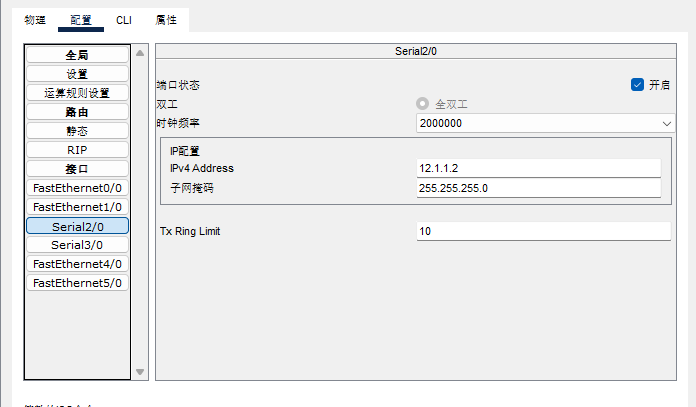 物理 配置 CLI 属性
全局
设置
运算规则设置
路由
静态
RIP
接口
FastEthernet0/0
FastEthernet1/0
Serial2/0
Serial3/0
FastEthernet4/0
FastEthernet5/0
Serial2/0
端口状态 开启
双工 全双工
时钟频率 2000000
IP配置
IPv4 Address 12.1.1.2
子网掩码 255.255.255.0
Tx Ring Limit 10